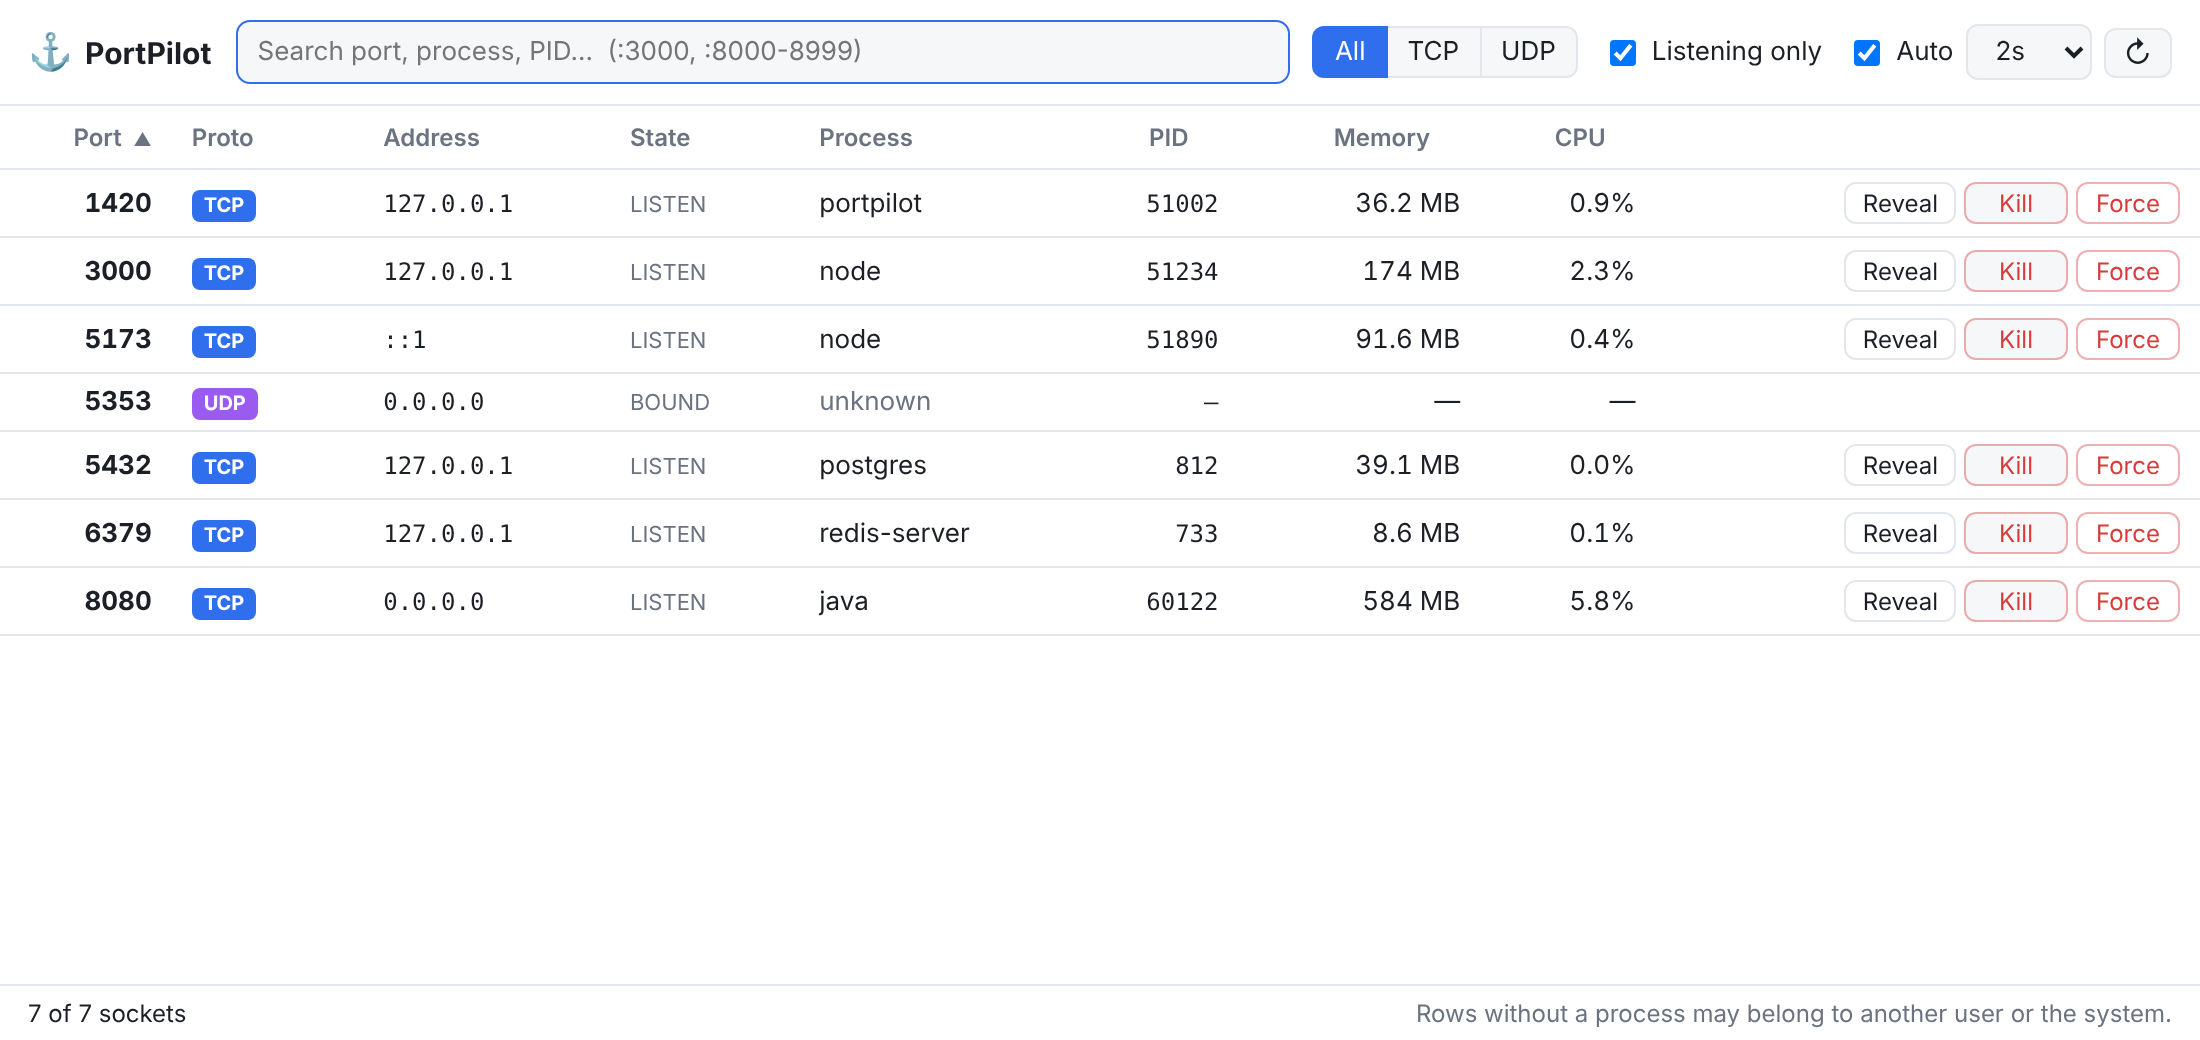 ⚓ PortPilot Search port, process, PID... (:3000, :8000-8999) All TCP UDP Listening only Auto 2s
Port ▲ Proto Address State Process PID Memory CPU
1420 TCP 127.0.0.1 LISTEN portpilot 51002 36.2 MB 0.9% Reveal Kill Force
3000 TCP 127.0.0.1 LISTEN node 51234 174 MB 2.3% Reveal Kill Force
5173 TCP ::1 LISTEN node 51890 91.6 MB 0.4% Reveal Kill Force
5353 UDP 0.0.0.0 BOUND unknown – — —
5432 TCP 127.0.0.1 LISTEN postgres 812 39.1 MB 0.0% Reveal Kill Force
6379 TCP 127.0.0.1 LISTEN redis-server 733 8.6 MB 0.1% Reveal Kill Force
8080 TCP 0.0.0.0 LISTEN java 60122 584 MB 5.8% Reveal Kill Force
7 of 7 sockets Rows without a process may belong to another user or the system.